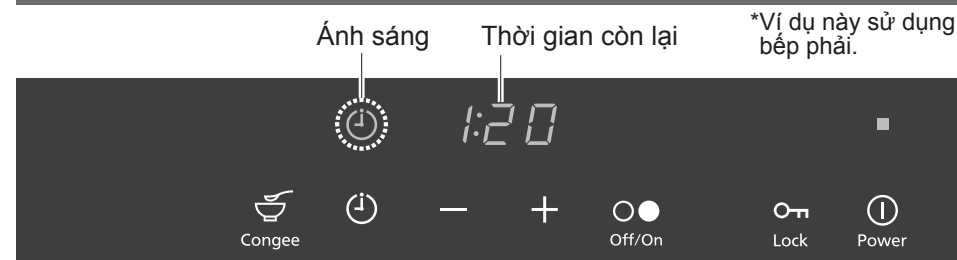 Ánh sáng
Thời gian còn lại
*Ví dụ này sử dụng
bếp phải.
1:20
Congee
Off/On
Lock
Power